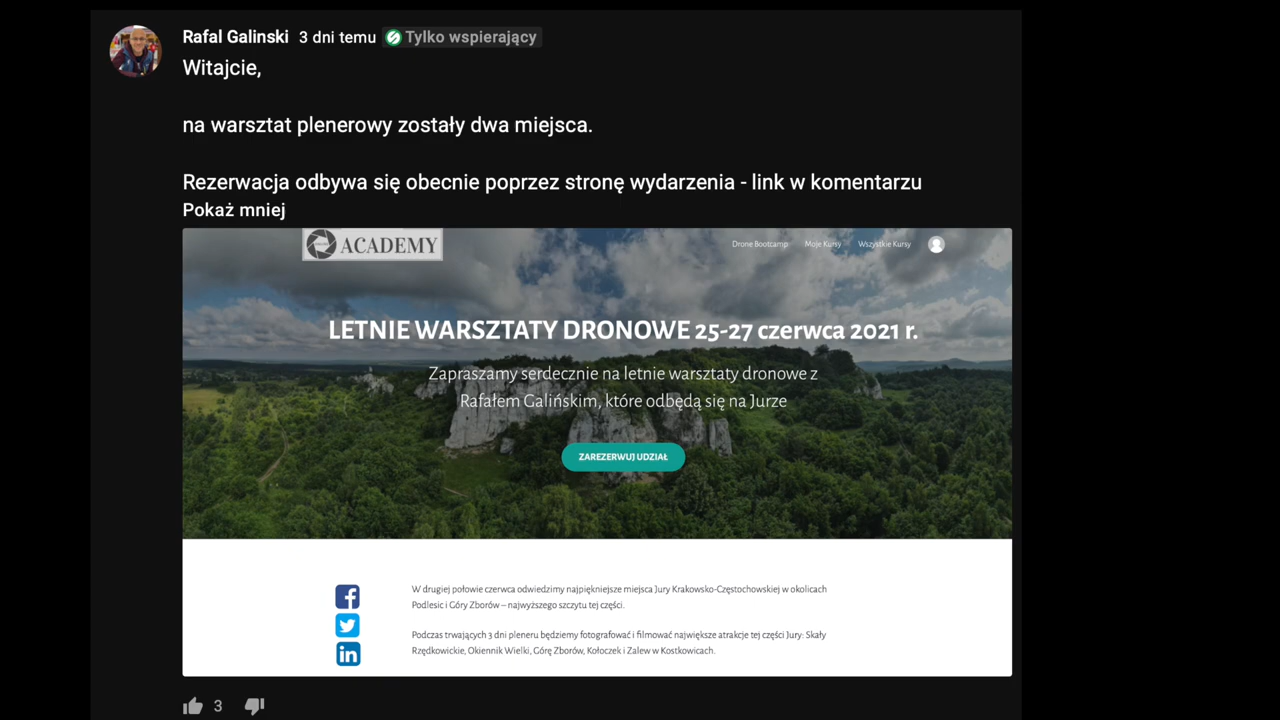 Rafal Galinski 3 dni temu Tylko wspierający
Witajcie,
na warsztat plenerowy zostały dwa miejsca.
Rezerwacja odbywa się obecnie poprzez stronę wydarzenia - link w komentarzu
Pokaż mniej
ACADEMY
Drone Bootcamp Moje Kursy Wszystkie Kursy
LETNIE WARSZTATY DRONOWE 25-27 czerwca 2021 r.
Zapraszamy serdecznie na letnie warsztaty dronowe z
Rafałem Galińskim, które odbędą się na Jurze
ZAREZERWUJ UDZIAŁ
W drugiej połowie czerwca odwiedzimy najpiękniejsze miejsca Jury Krakowsko-Częstochowskiej w okolicach
Podlesic i Góry Zborów – najwyższego szczytu tej części.
Podczas trwających 3 dni pleneru będziemy fotografować i filmować największe atrakcje tej części Jury: Skały
Rzędkowickie, Okiennik Wielki, Górę Zborów, Kołoczek i Zalew w Kostkowicach.
3